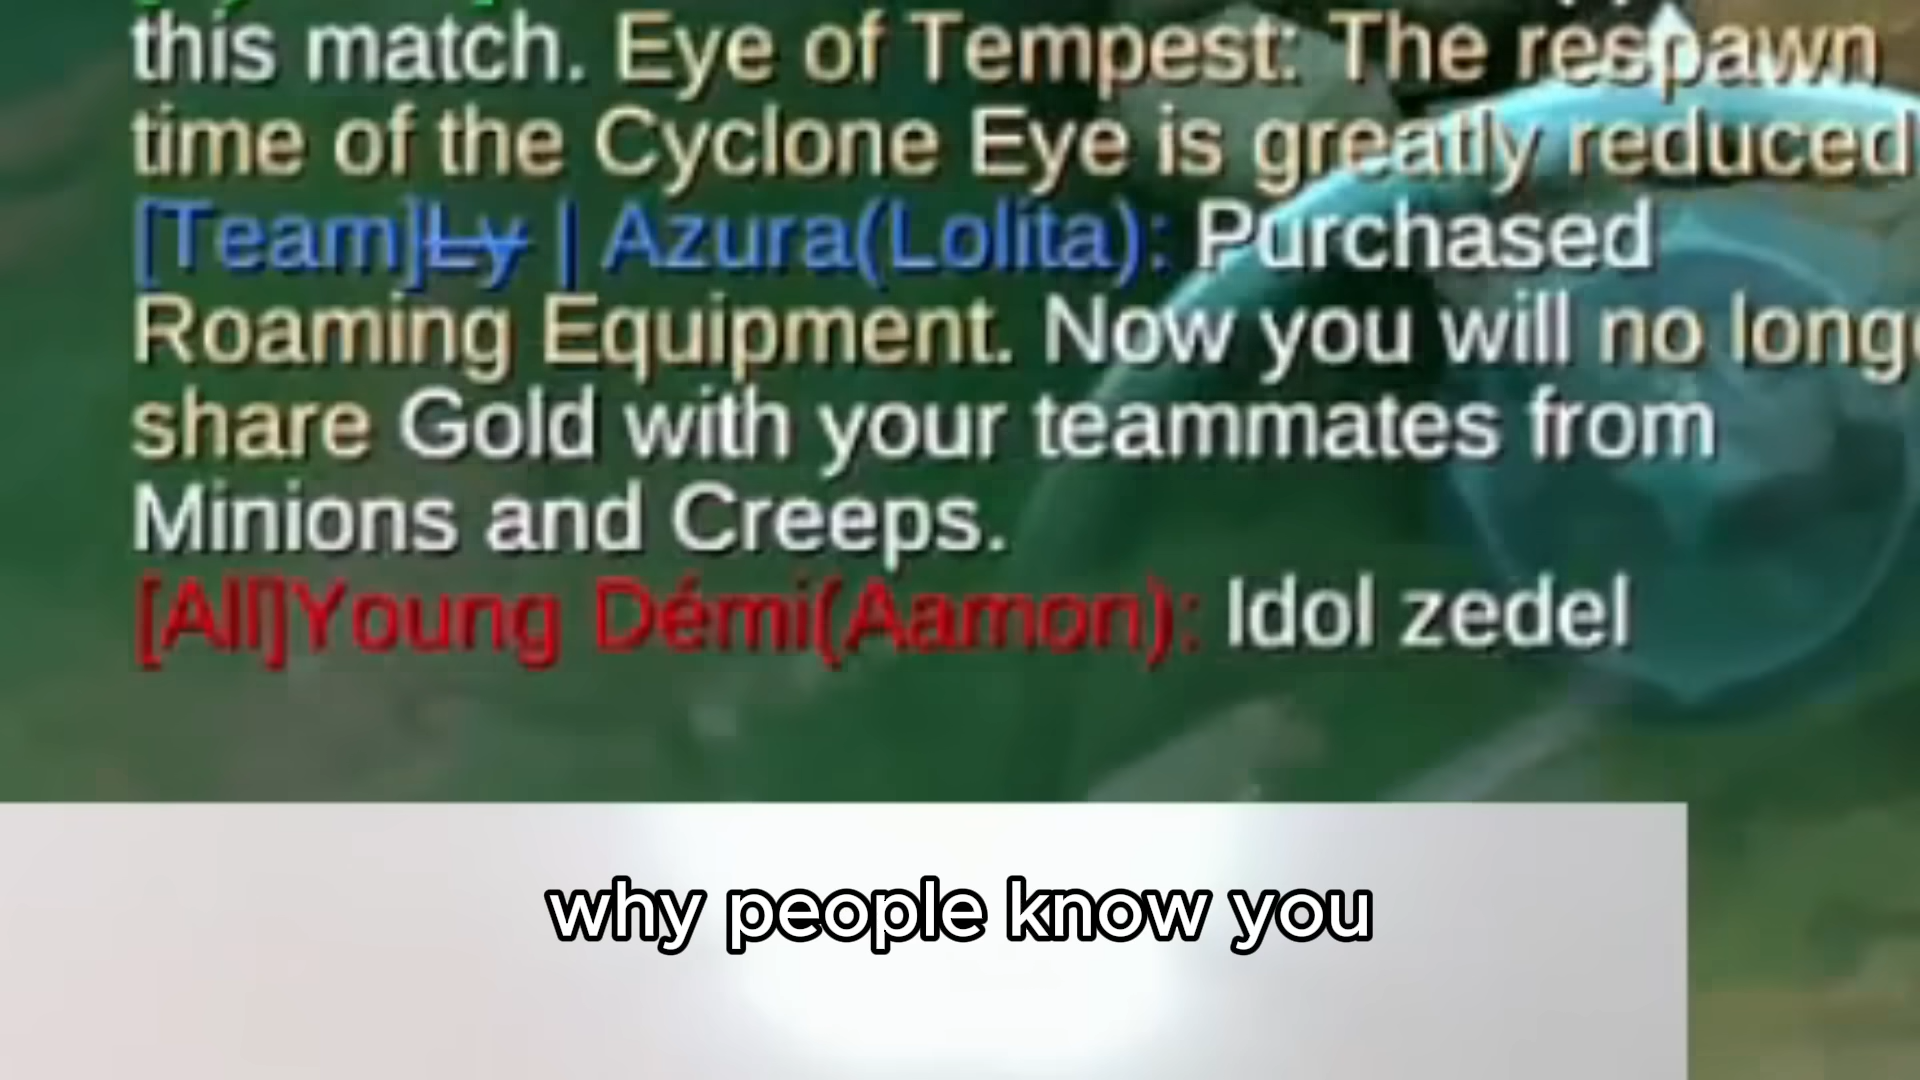 this match. Eye of Tempest: The respawn
time of the Cyclone Eye is greatly reduced
[Team]Ly | Azura(Lolita): Purchased
Roaming Equipment. Now you will no
share Gold with your teammates from
Minions and Creeps.
[All]Young Démi(Aamon): Idol zedel
why people know you